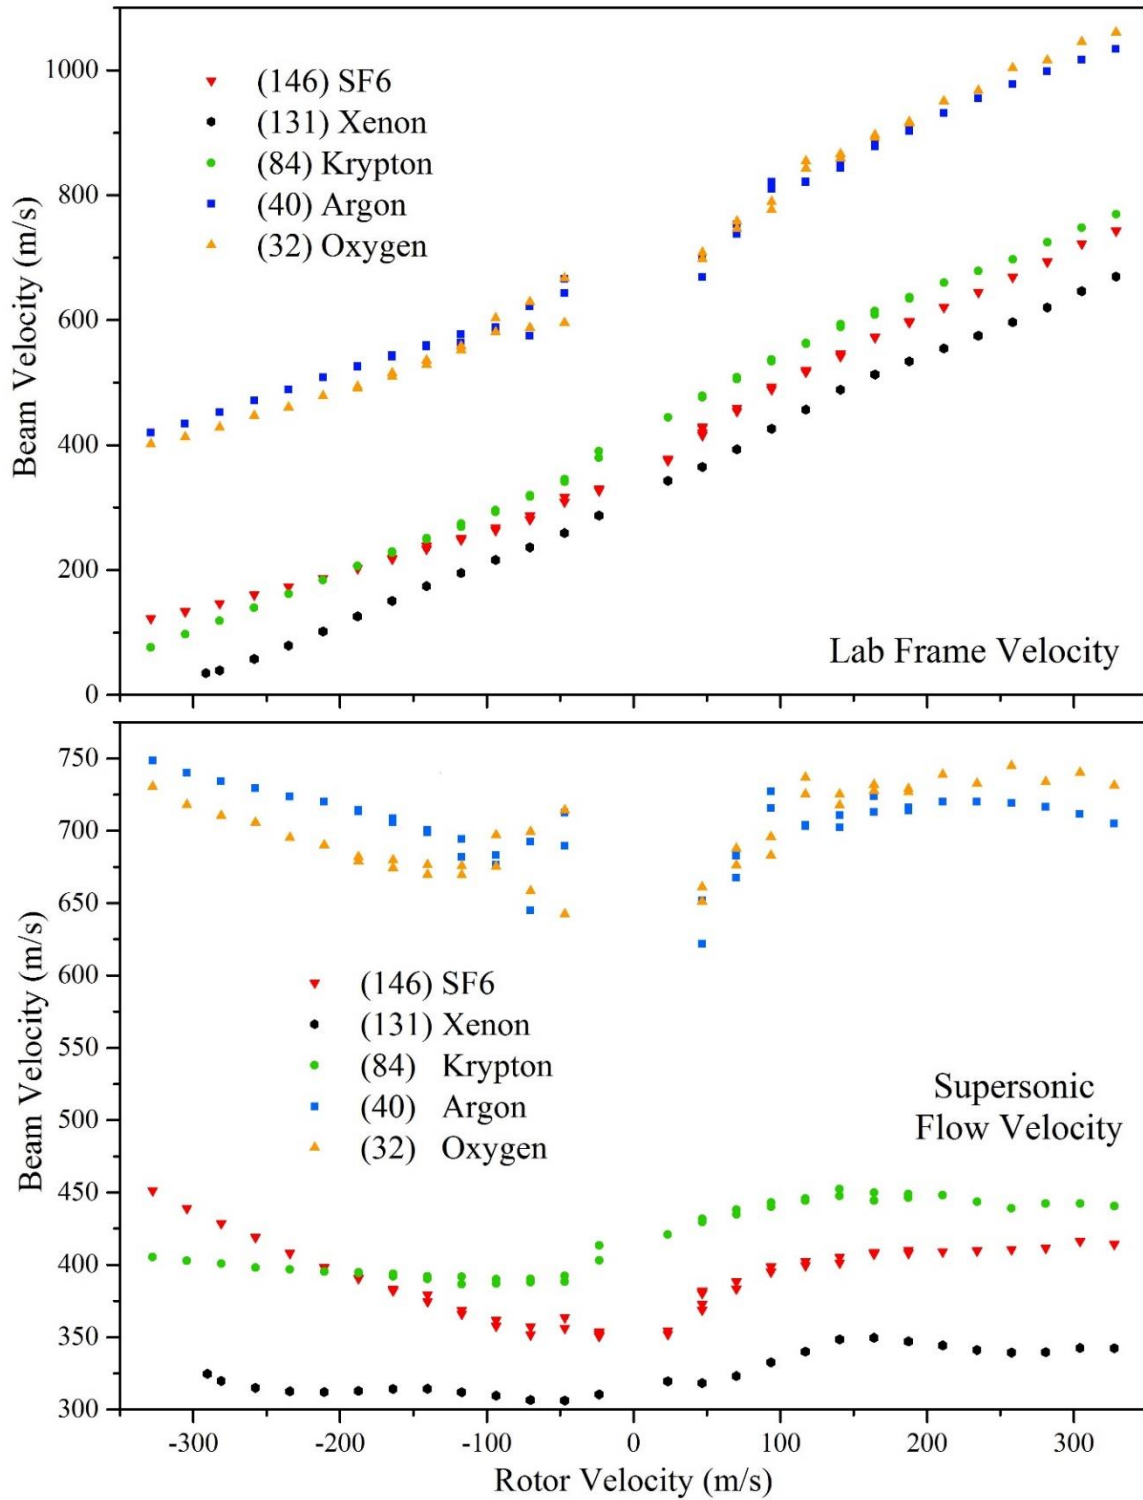 1000
800
600
400
200
0
Beam Velocity (m/s)
(146) SF6
(131) Xenon
(84) Krypton
(40) Argon
(32) Oxygen
Lab Frame Velocity
750
700
650
600
550
500
450
400
350
300
Beam Velocity (m/s)
(146) SF6
(131) Xenon
(84) Krypton
(40) Argon
(32) Oxygen
Supersonic
Flow Velocity
-300 -200 -100 0 100 200 300
Rotor Velocity (m/s)